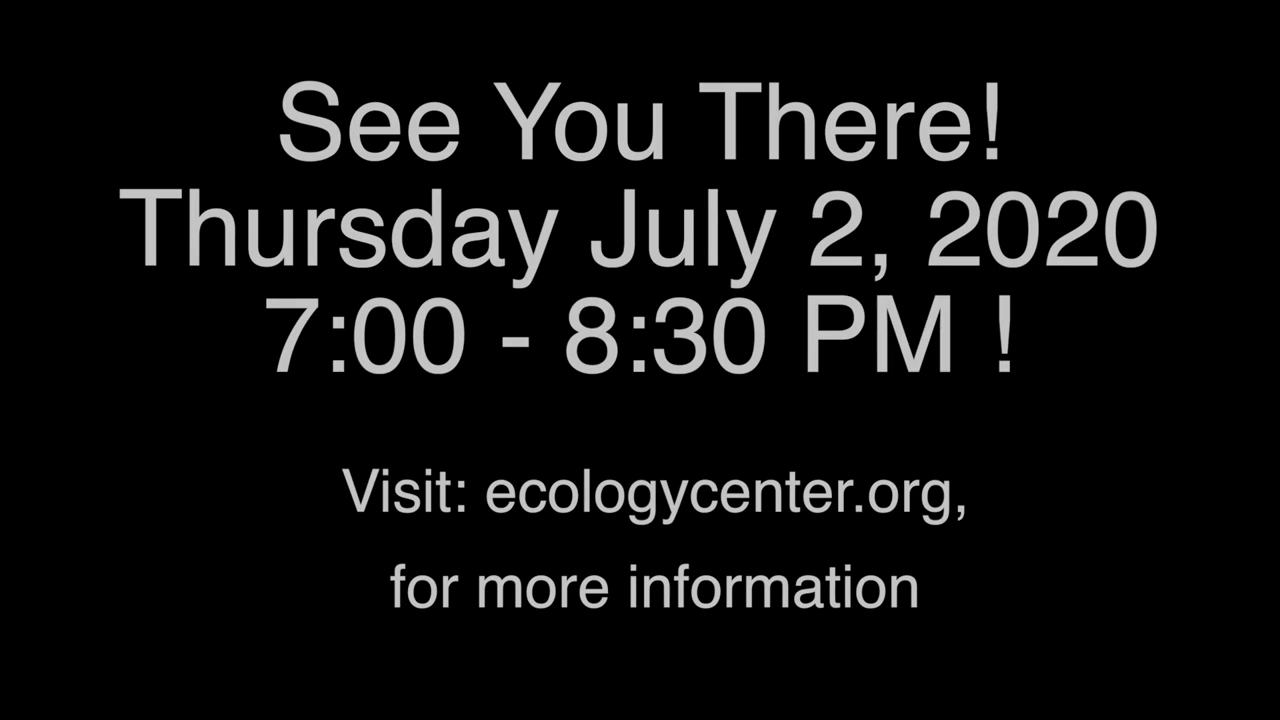 See You There!
Thursday July 2, 2020
7:00 - 8:30 PM !
Visit: ecologycenter.org,
for more information